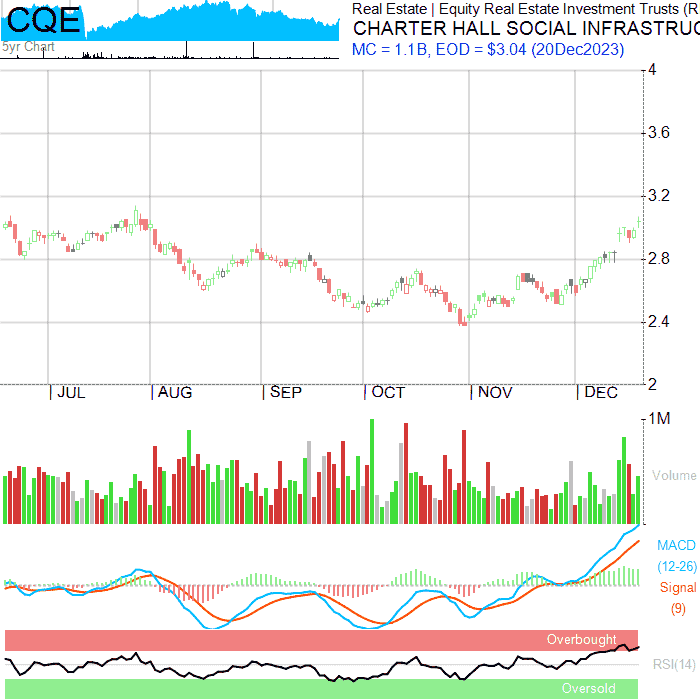 CQE
5yr Chart
Real Estate | Equity Real Estate Investment Trusts (R
CHARTER HALL SOCIAL INFRASTRUC
MC = 1.1B, EOD = $3.04 (20Dec2023)
4
3.6
3.2
2.8
2.4
2
JUL AUG SEP OCT NOV DEC
1M
Volume
MACD
(12-26)
Signal
(9)
Overbought
RSI(14)
Oversold